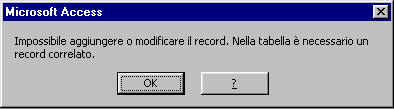 Microsoft Access
Impossibile aggiungere o modificare il record. Nella tabella è necessario un
record correlato.
OK
?